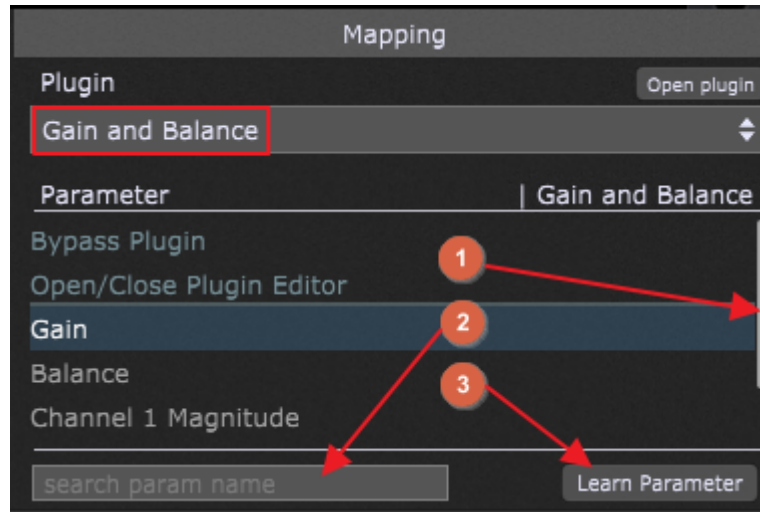 Mapping
Plugin
Open plugin
Gain and Balance
Parameter | Gain and Balance
Bypass Plugin
1
Open/Close Plugin Editor
Gain
2
Balance
3
Channel 1 Magnitude
search param name
Learn Parameter